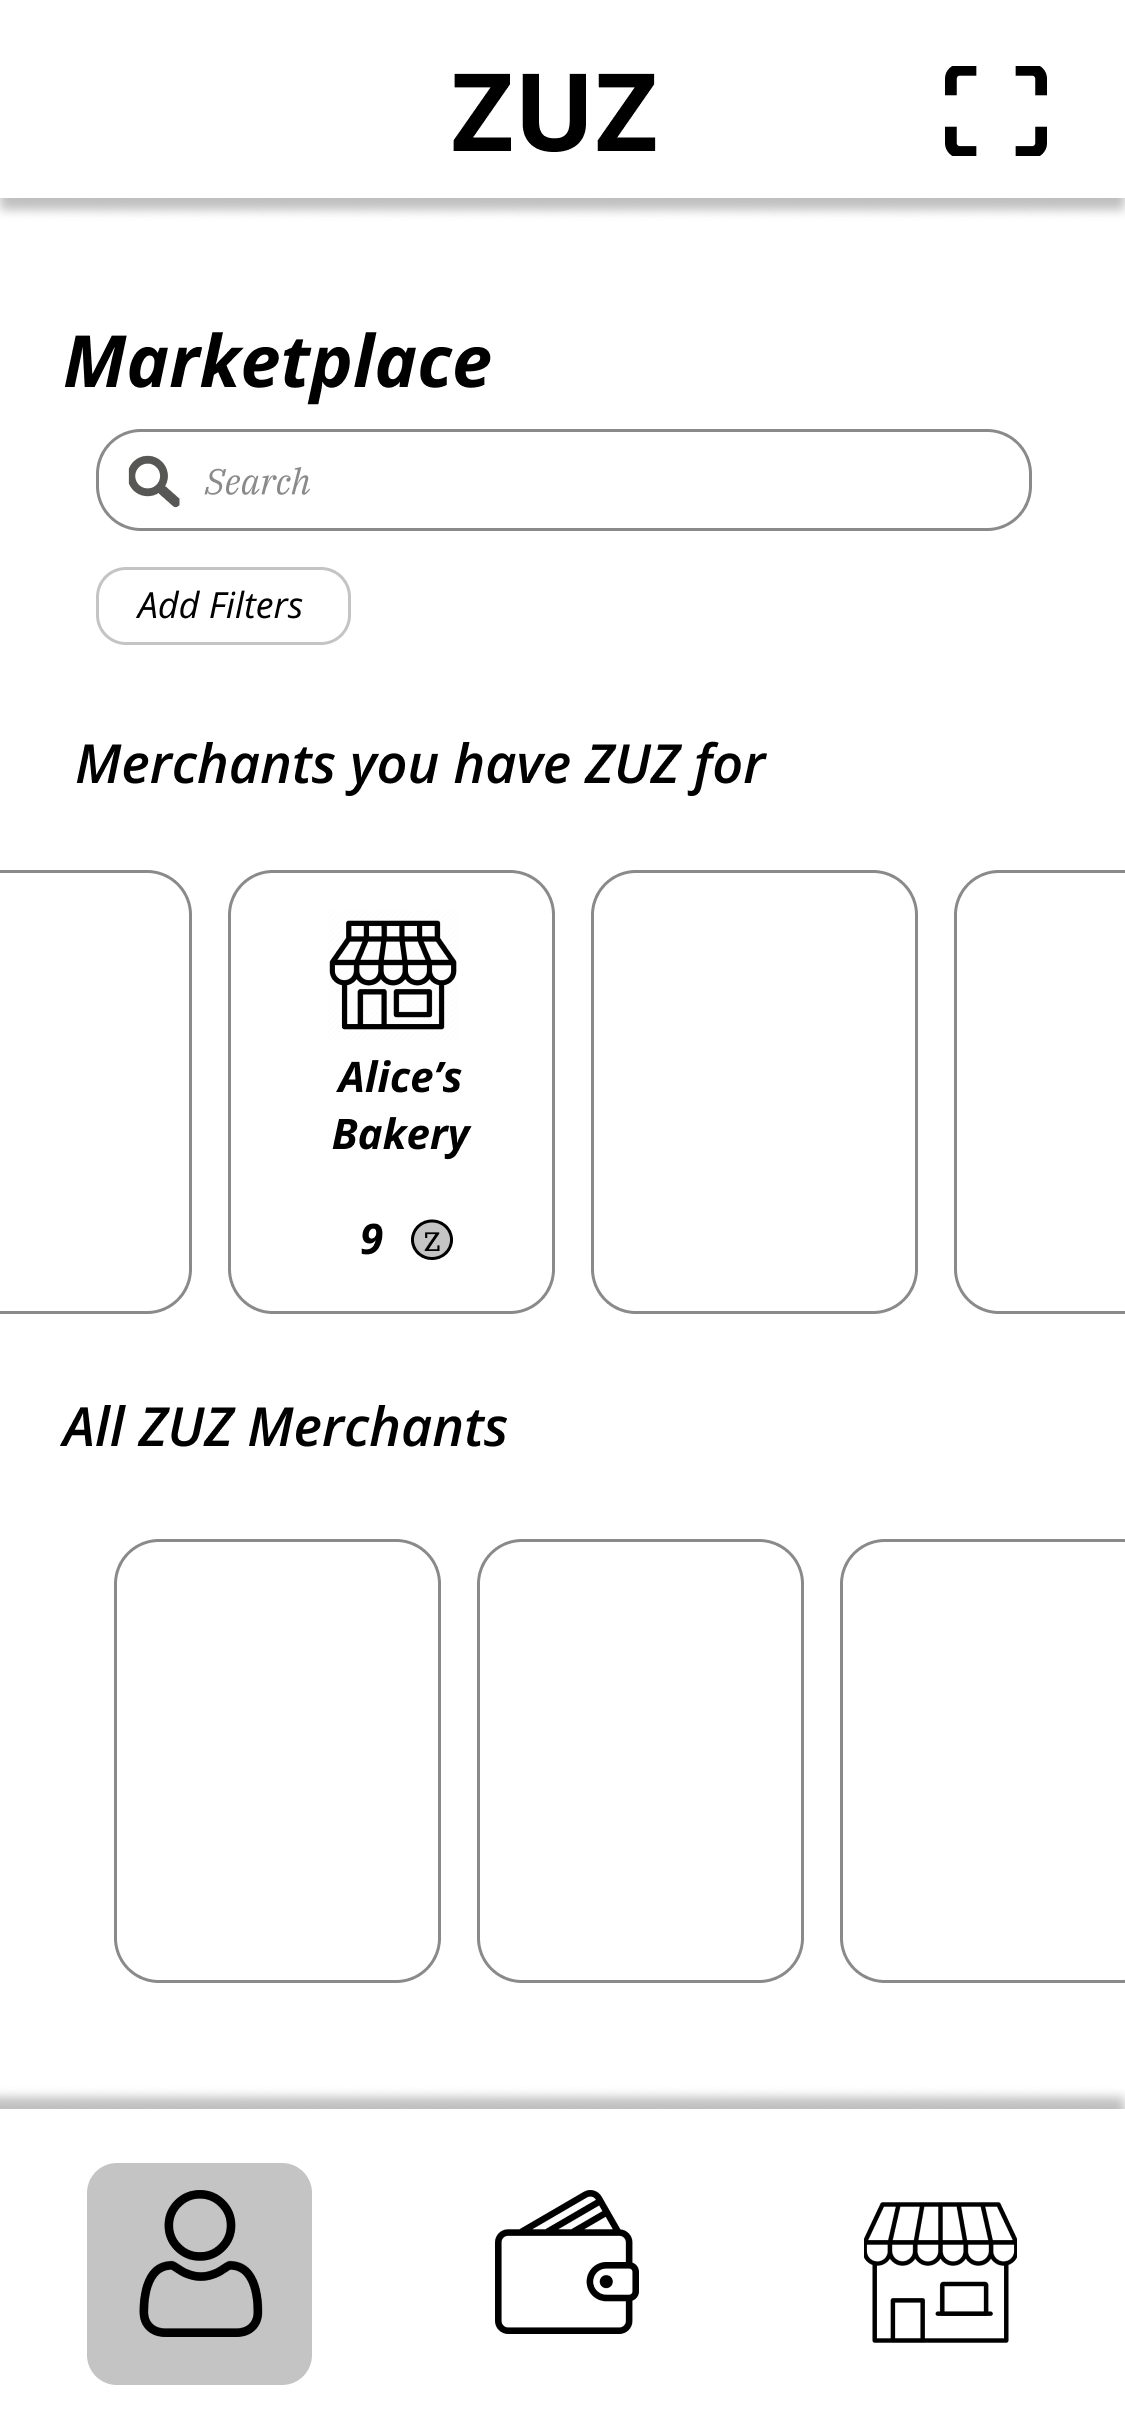 ZUZ
Marketplace
Search
Add Filters
Merchants you have ZUZ for
Alice’s
Bakery
9 Z
All ZUZ Merchants